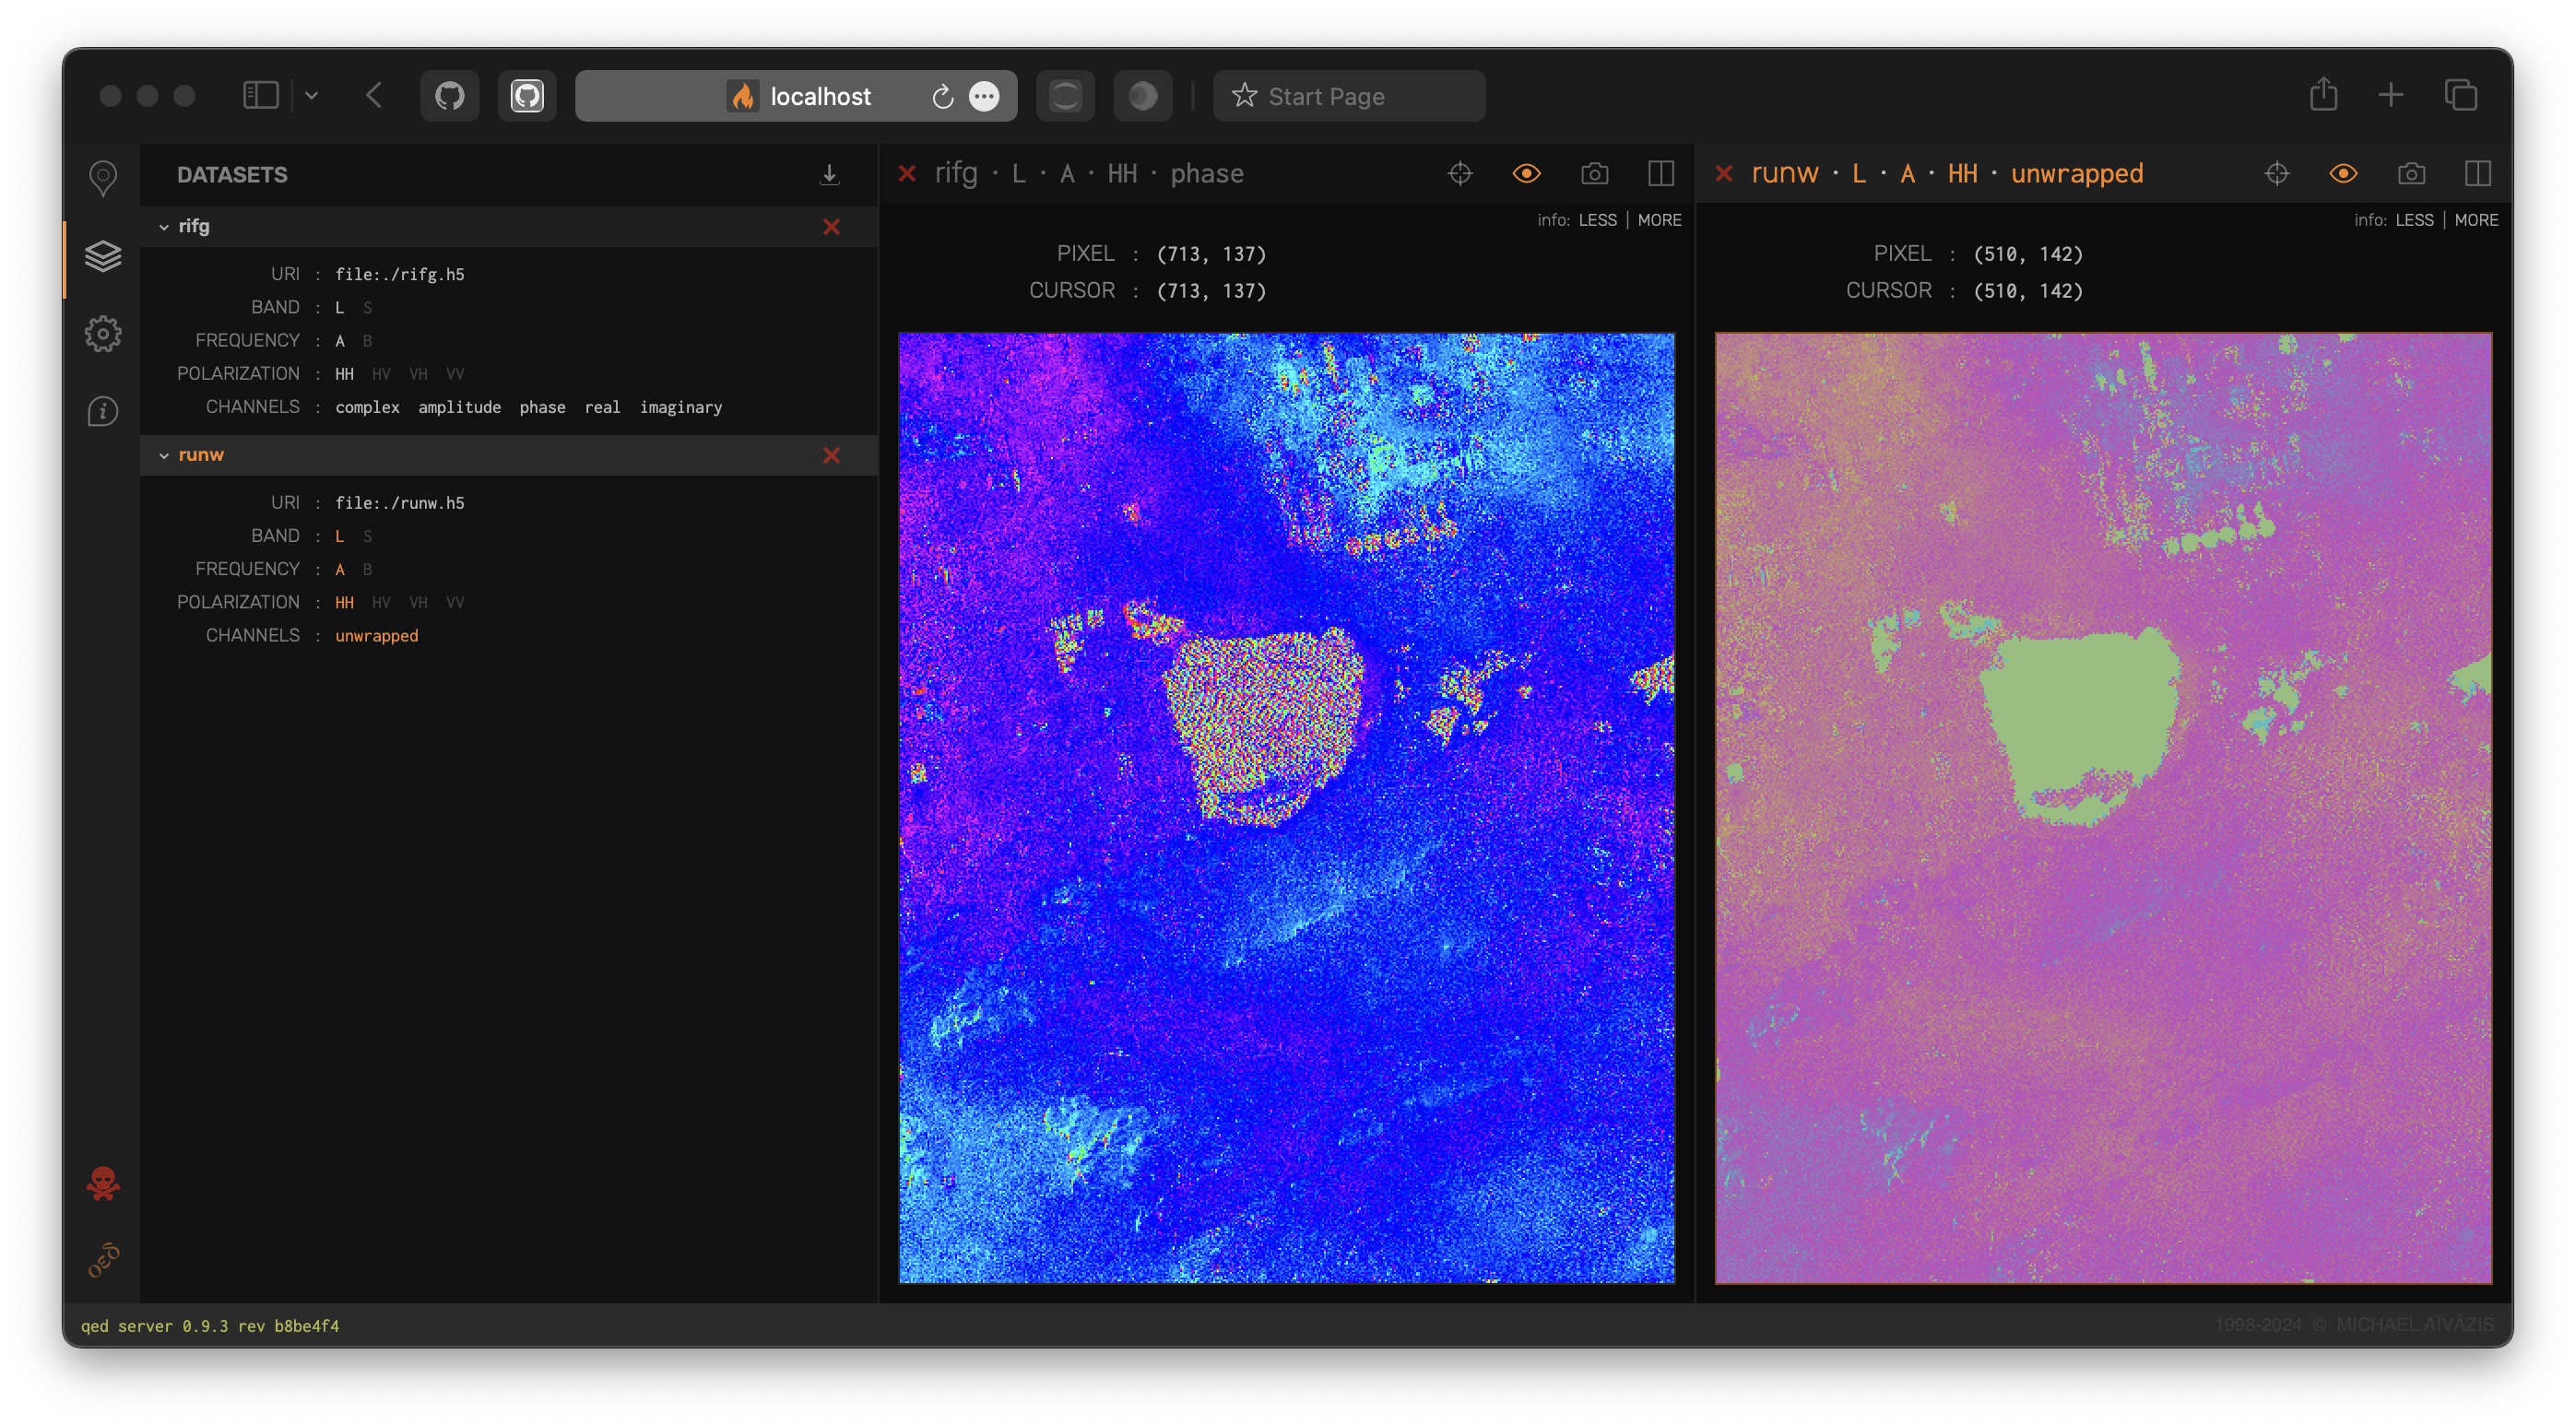 localhost
Start Page
DATASETS
rifg
URI : file:./rifg.h5
BAND : L S
FREQUENCY : A B
POLARIZATION : HH HV VH VV
CHANNELS : complex amplitude phase real imaginary
runw
URI : file:./runw.h5
BAND : L S
FREQUENCY : A B
POLARIZATION : HH HV VH VV
CHANNELS : unwrapped
rifg · L · A · HH · phase
info: LESS | MORE
PIXEL : (713, 137)
CURSOR : (713, 137)
runw · L · A · HH · unwrapped
info: LESS | MORE
PIXEL : (510, 142)
CURSOR : (510, 142)
qed server 0.9.3 rev b8be4f4
1998-2024 © MICHAEL AÏVÁZIS